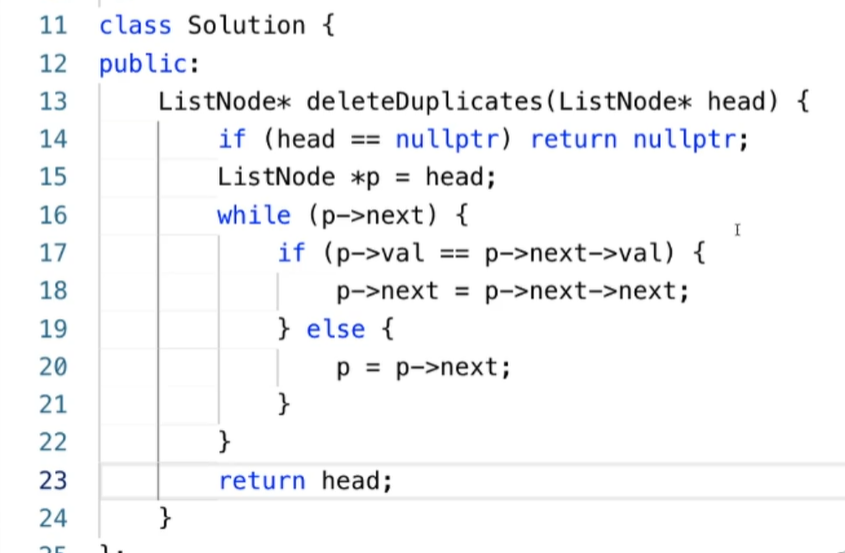 11 class Solution {
12 public:
13 ListNode* deleteDuplicates(ListNode* head) {
14 if (head == nullptr) return nullptr;
15 ListNode *p = head;
16 while (p->next) {
17 if (p->val == p->next->val) {
18 p->next = p->next->next;
19 } else {
20 p = p->next;
21 }
22 }
23 return head;
24 }